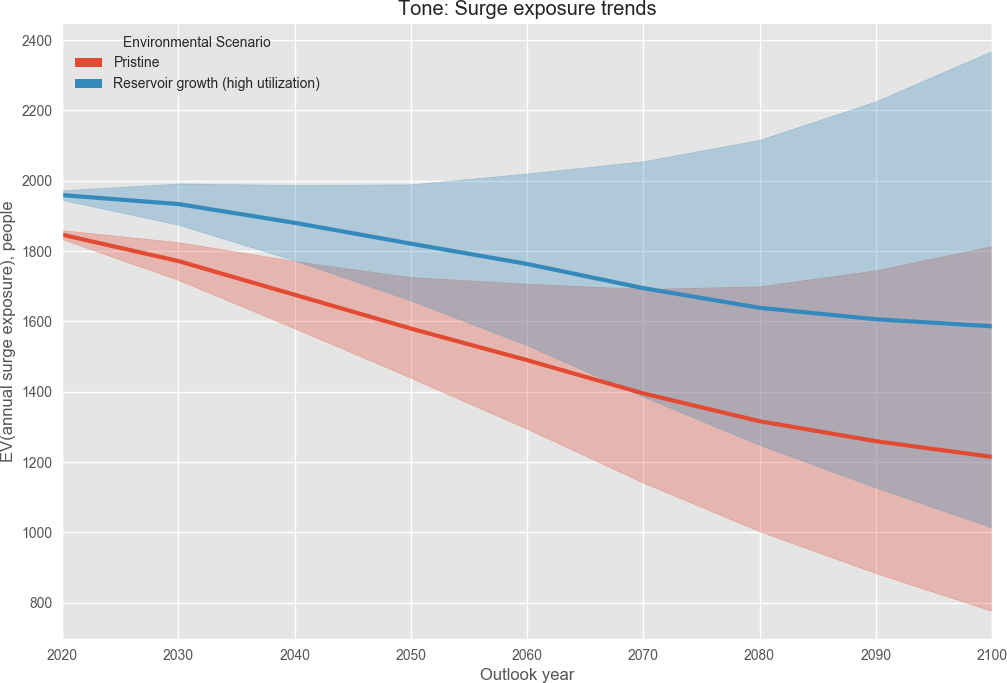 Tone: Surge exposure trends
Environmental Scenario
Pristine
Reservoir growth (high utilization)
EV(annual surge exposure), people
2400
2200
2000
1800
1600
1400
1200
1000
800
2020 2030 2040 2050 2060 2070 2080 2090 2100
Outlook year